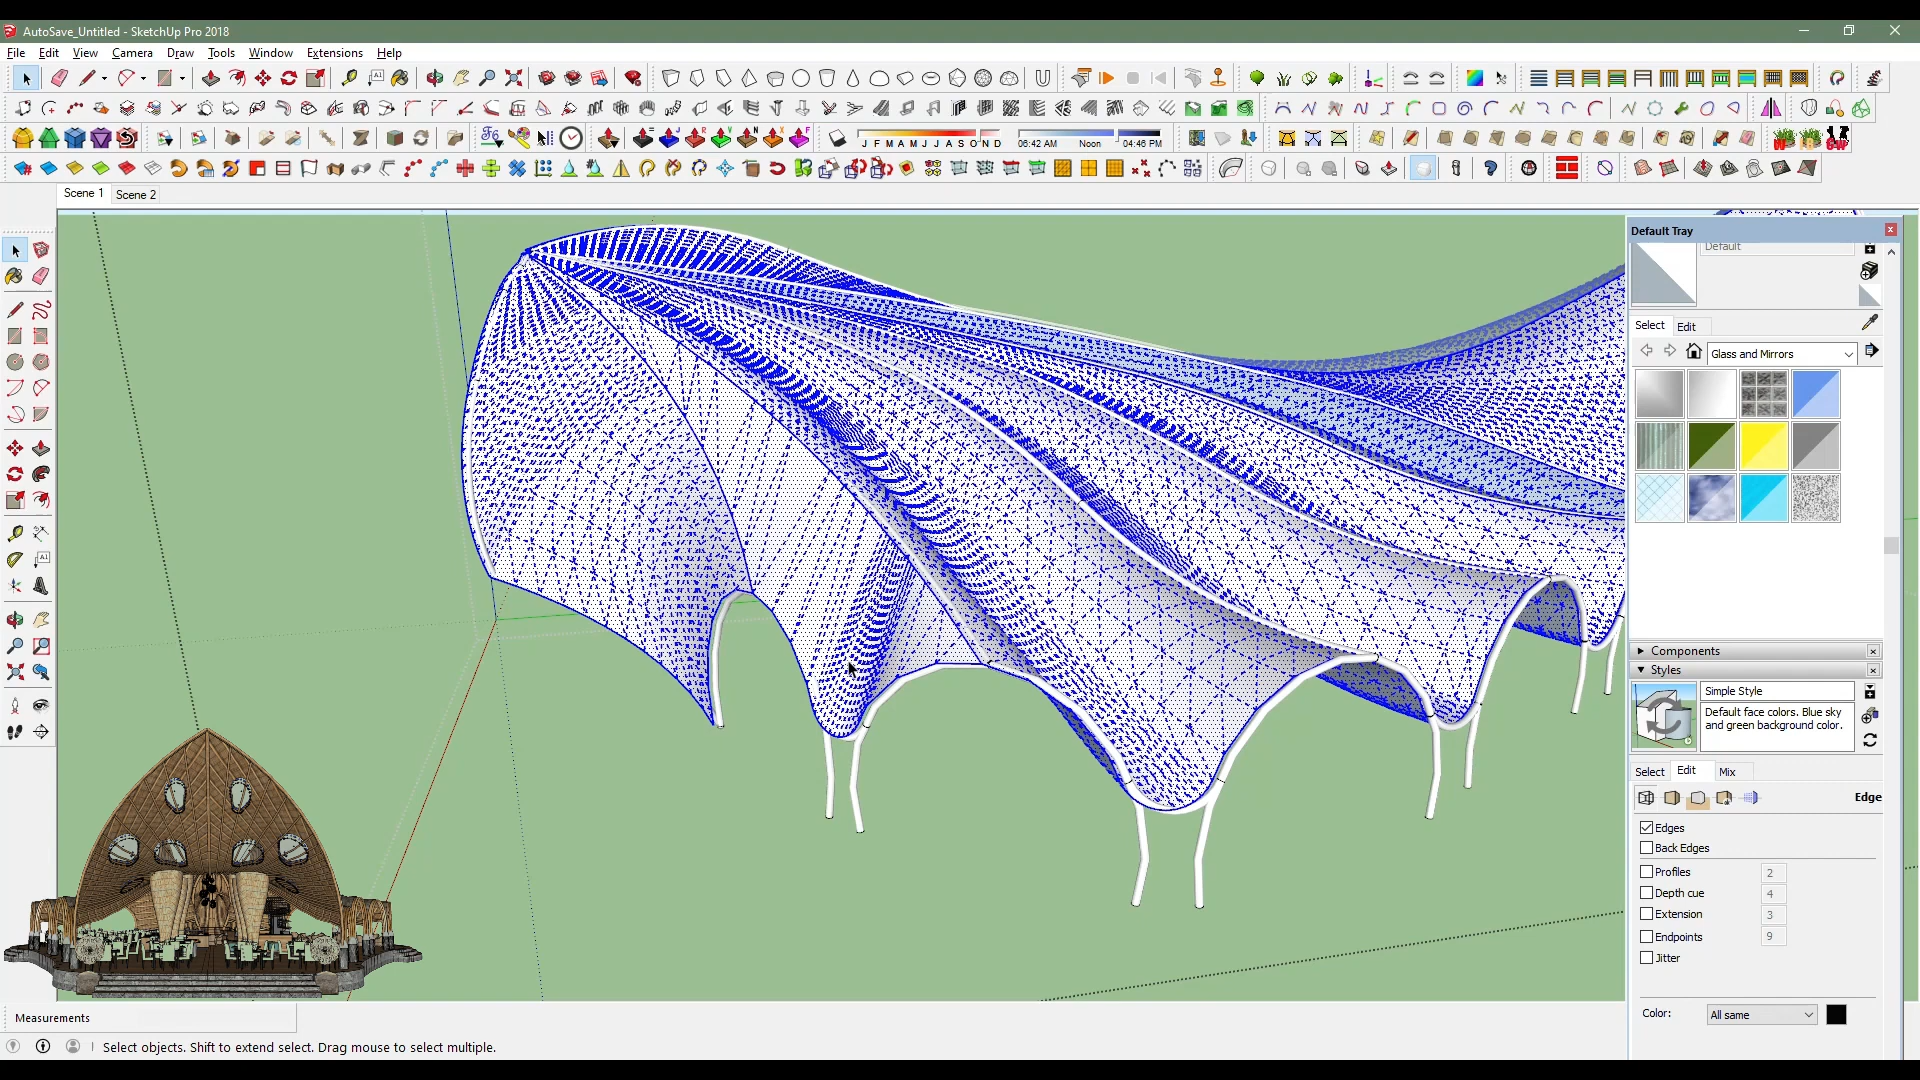 AutoSave_Untitled - SketchUp Pro 2018
File Edit View Camera Draw Tools Window Extensions Help
A1
J F M A M J J A S O N D 06:42 AM Noon 04:46 PM
Scene 1 Scene 2
Default Tray
Default
Select Edit
Glass and Mirrors
A1
Components
Styles
Simple Style
Default face colors. Blue sky
and green background color.
Select Edit Mix
Edge
Edges
Back Edges
Profiles 2
Depth cue 4
Extension 3
Endpoints 9
Jitter
Color: All same
Measurements
Select objects. Shift to extend select. Drag mouse to select multiple.